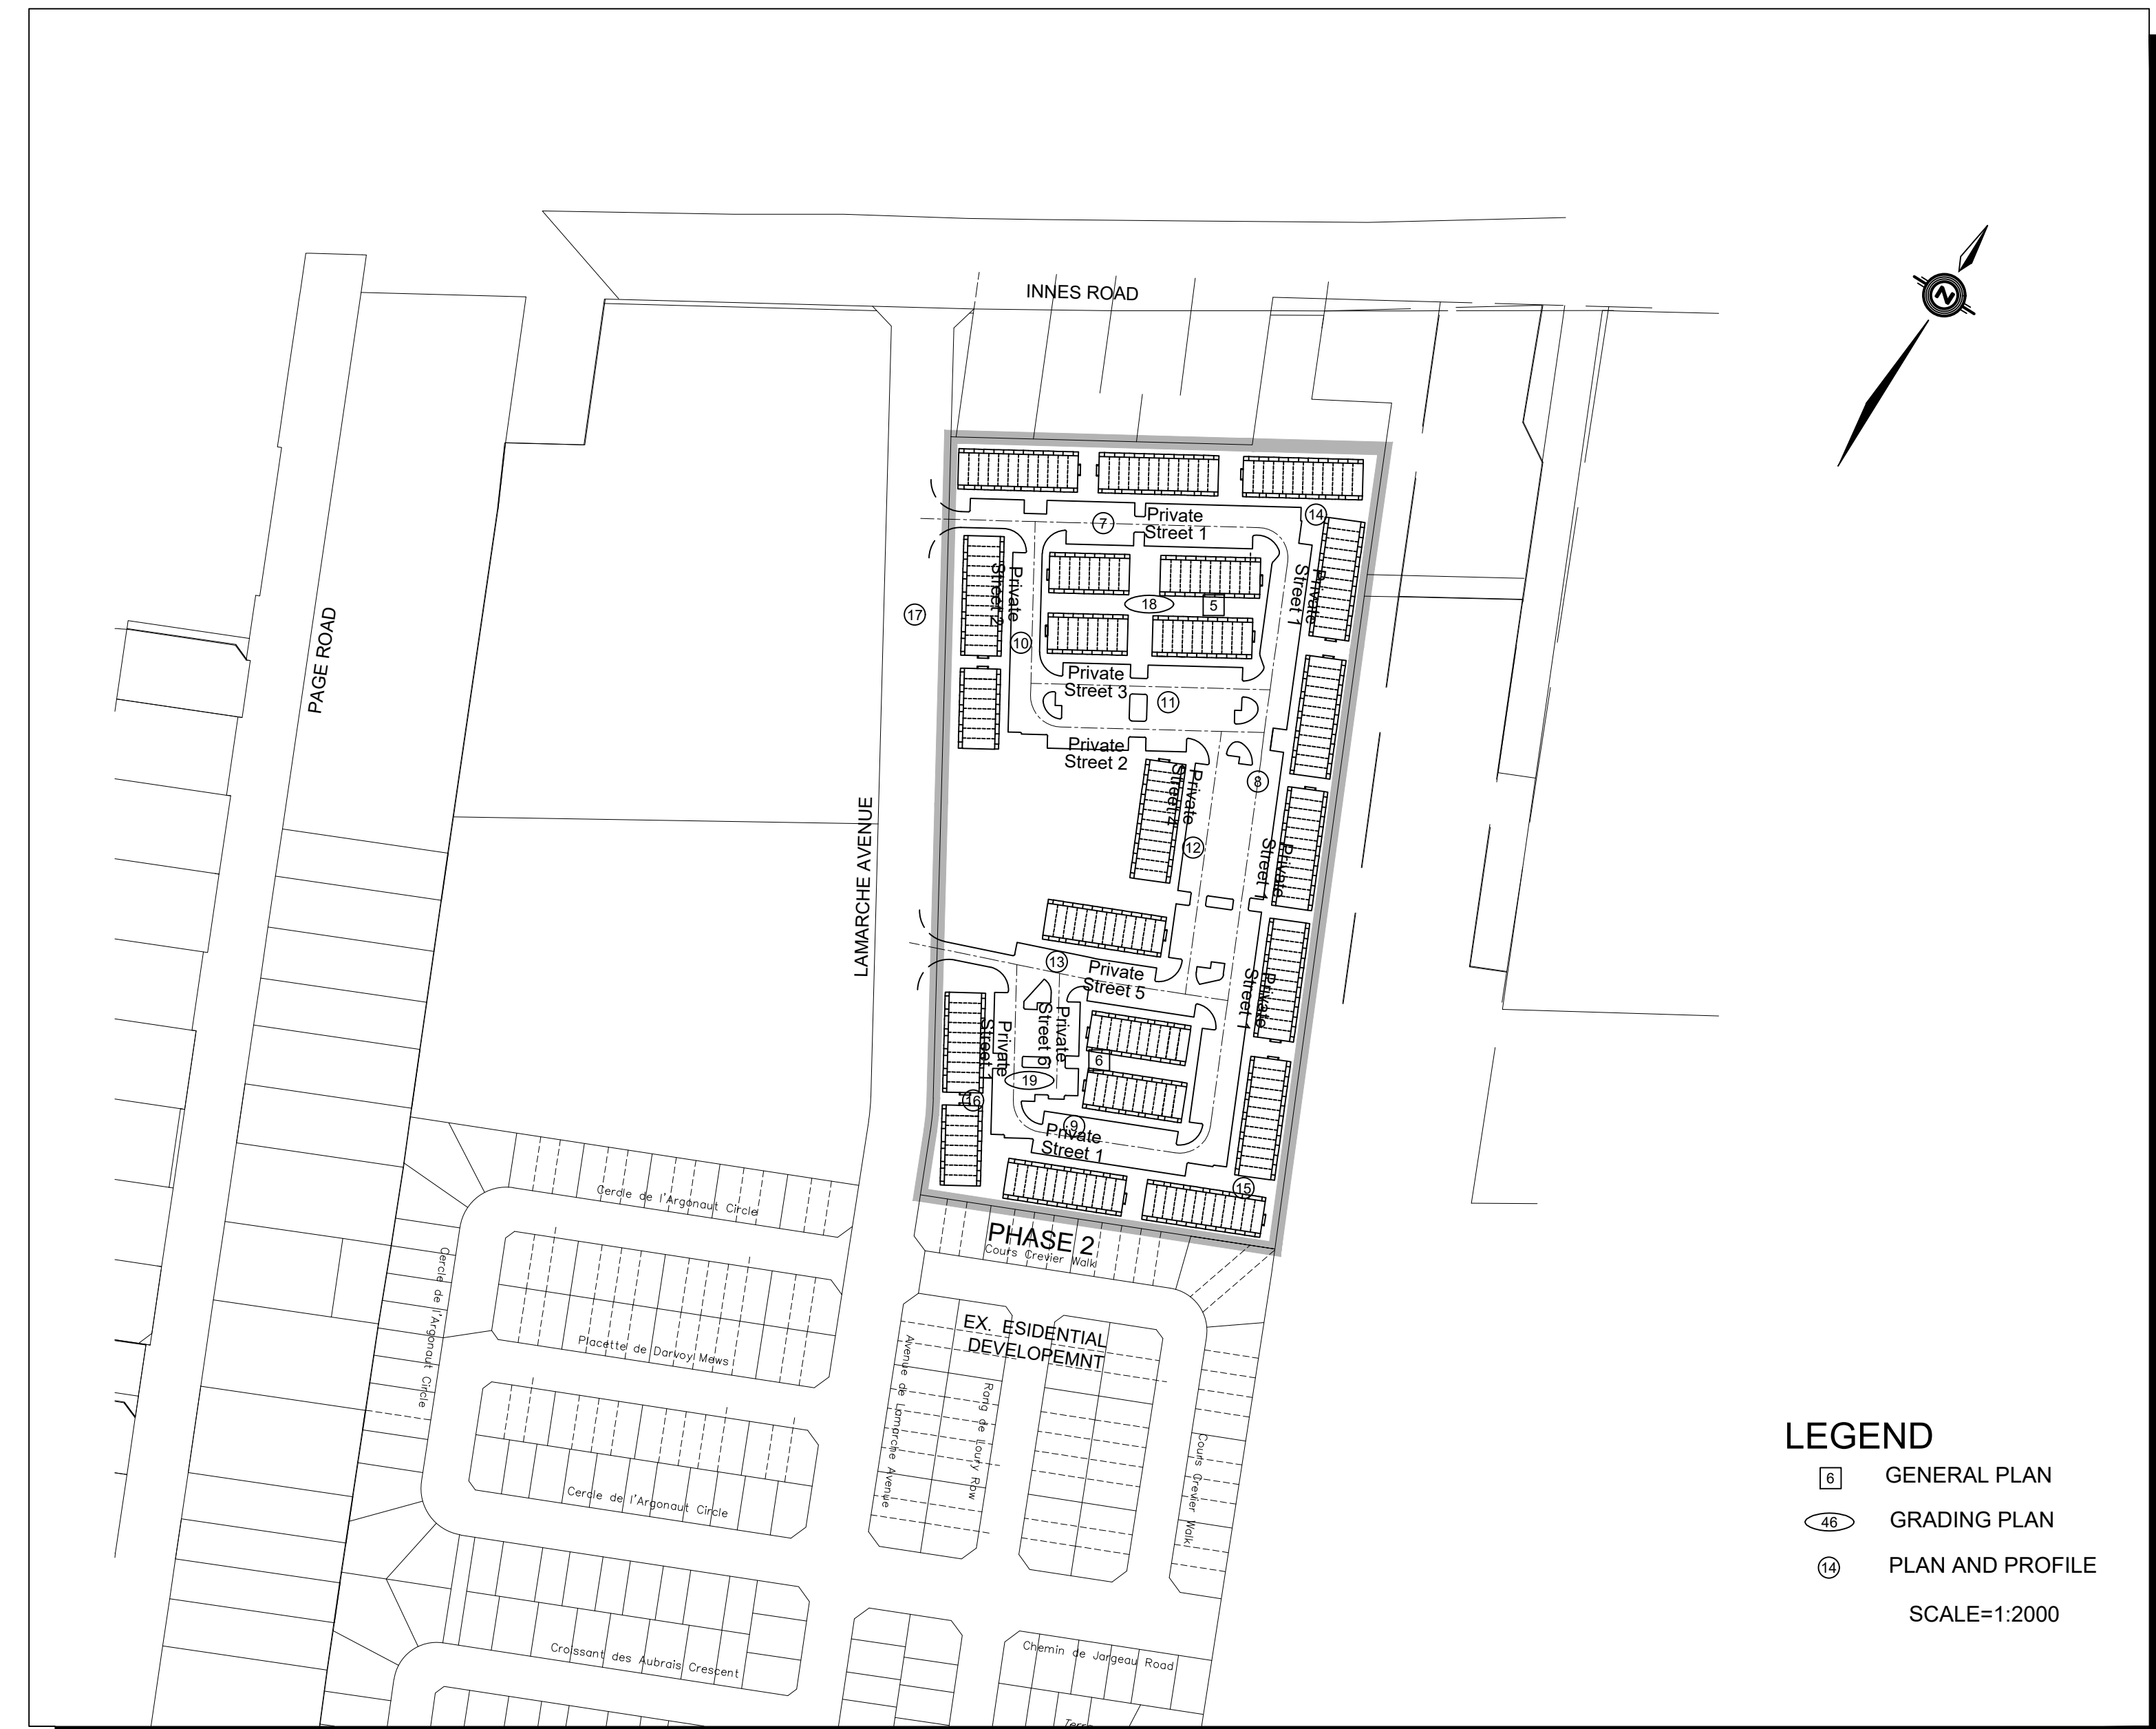 INNES ROAD
N
PAGE ROAD
LAMARCHE AVENUE
7
Private
Street 1
14
Private
Street 1
Private
Street 2
17
18
5
10
Private
Street 3
11
Private
Street 2
8
Private
Street 4
12
Private
Street 1
13
Private
Street 5
Private
Street 1
Private
Street 1
Private
Street 6
6
19
16
9
Private
Street 1
15
PHASE 2
Cours Crevier Walk
Cercle de l'Argonaut Circle
Cercle de l'Argonaut Circle
Placette de Darvoy Mews
Cercle de l'Argonaut Circle
EX. ESIDENTIAL
DEVELOPEMNT
Avenue de Lamarche Avenue
Rang de Loury Row
Cours Crevier Walk
Croissant des Aubrais Crescent
Chemin de Jargeau Road
LEGEND
6 GENERAL PLAN
46 GRADING PLAN
14 PLAN AND PROFILE
SCALE=1:2000